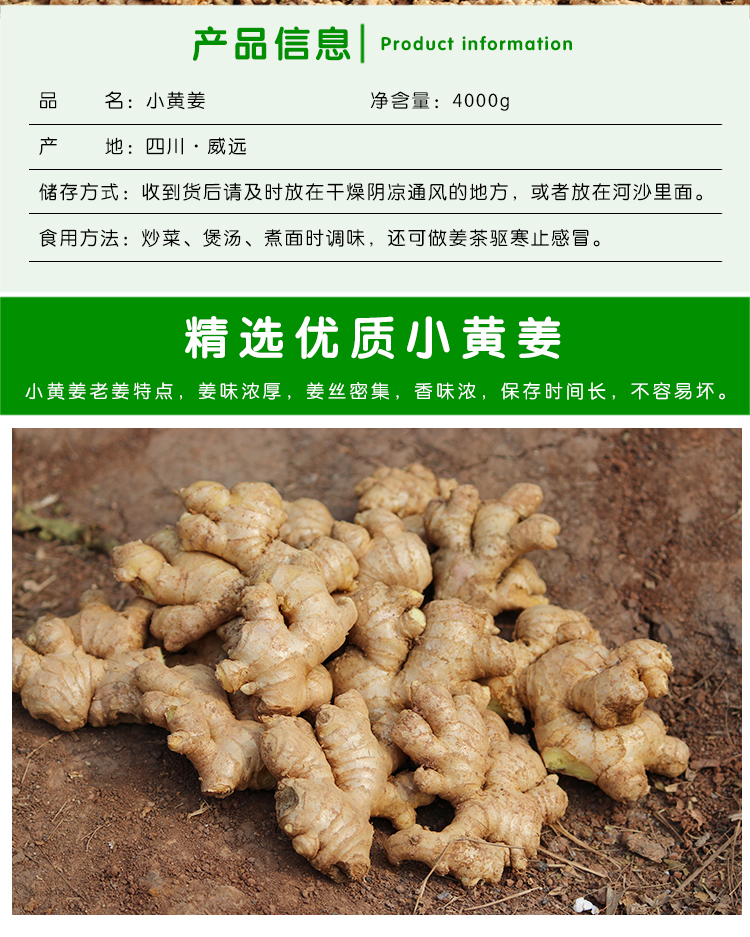 产品信息 Product information
品 名：小黄姜 净含量：4000g
产 地：四川·威远
储存方式：收到货后请及时放在干燥阴凉通风的地方，或者放在河沙里面。
食用方法：炒菜、煲汤、煮面时调味，还可做姜茶驱寒止感冒。
精选优质小黄姜
小黄姜老姜特点，姜味浓厚，姜丝密集，香味浓，保存时间长，不容易坏。